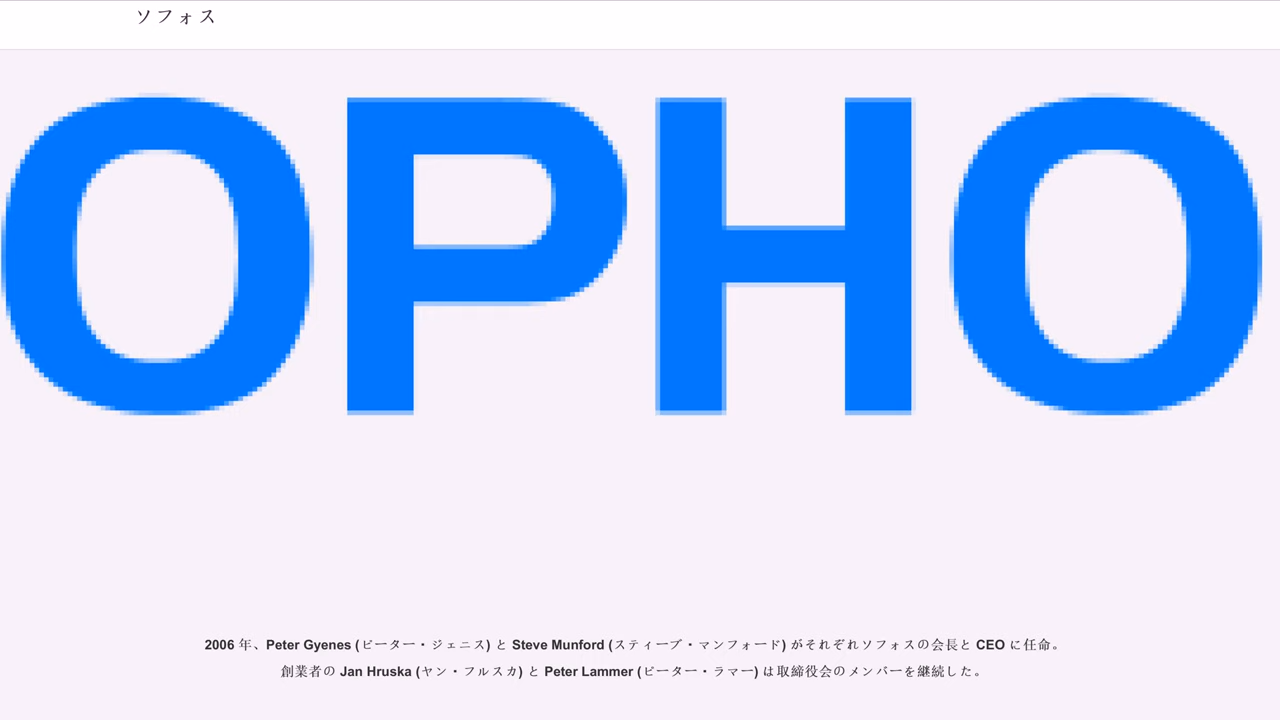 ソフォス
OPHO
2006 年、Peter Gyenes (ピーター・ジェニス) と Steve Munford (スティーブ・マンフォード) がそれぞれソフォスの会長と CEO に任命。
創業者の Jan Hruska (ヤン・フルスカ) と Peter Lammer (ピーター・ラマー) は取締役会のメンバーを継続した。